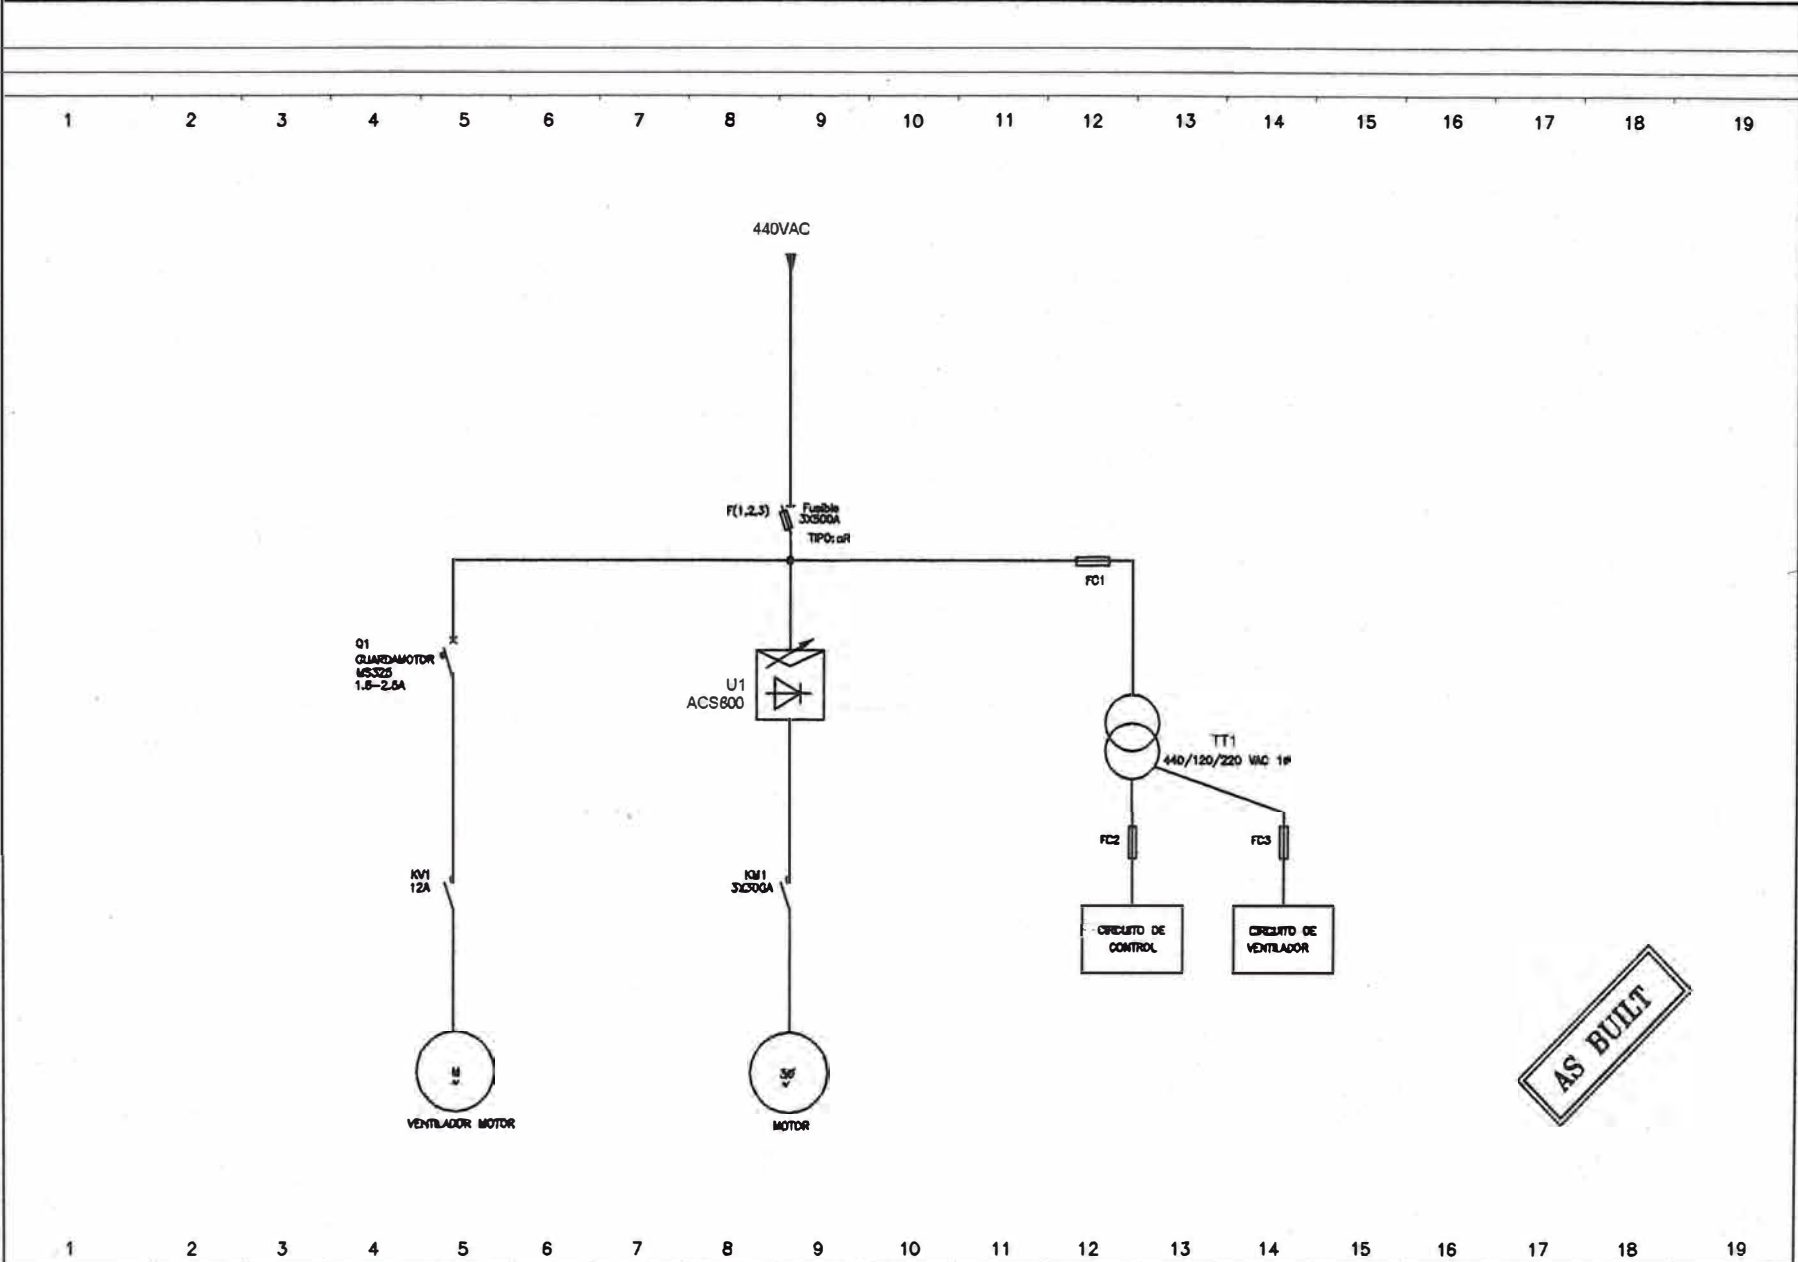 1 2 3 4 5 6 7 8 9 10 11 12 13 14 15 16 17 18 19
440VAC
F(1,2,3)
Fusible
3X500A
TIPO:aR
FC1
Q1
GUARDAMOTOR
MS325
1.6-2.5A
U1
ACS800
TT1
440/120/220 VAC 1ø
FC2
FC3
KV1
12A
KM1
3X300A
CIRCUITO DE
CONTROL
CIRCUITO DE
VENTILADOR
AS BUILT
M
~
3Ø
~
VENTILADOR MOTOR
MOTOR
1 2 3 4 5 6 7 8 9 10 11 12 13 14 15 16 17 18 19